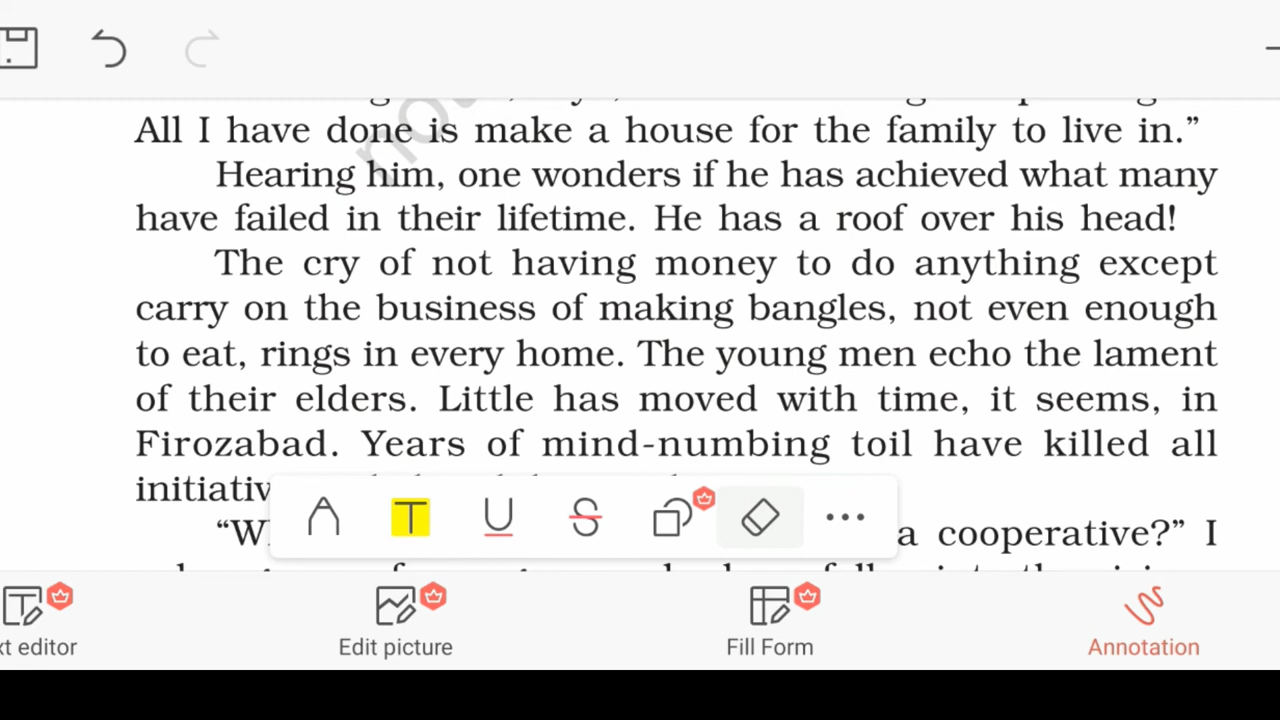 All I have done is make a house for the family to live in.”
Hearing him, one wonders if he has achieved what many
have failed in their lifetime. He has a roof over his head!
The cry of not having money to do anything except
carry on the business of making bangles, not even enough
to eat, rings in every home. The young men echo the lament
of their elders. Little has moved with time, it seems, in
Firozabad. Years of mind-numbing toil have killed all
a cooperative?” I
Edit picture
Fill Form
Annotation